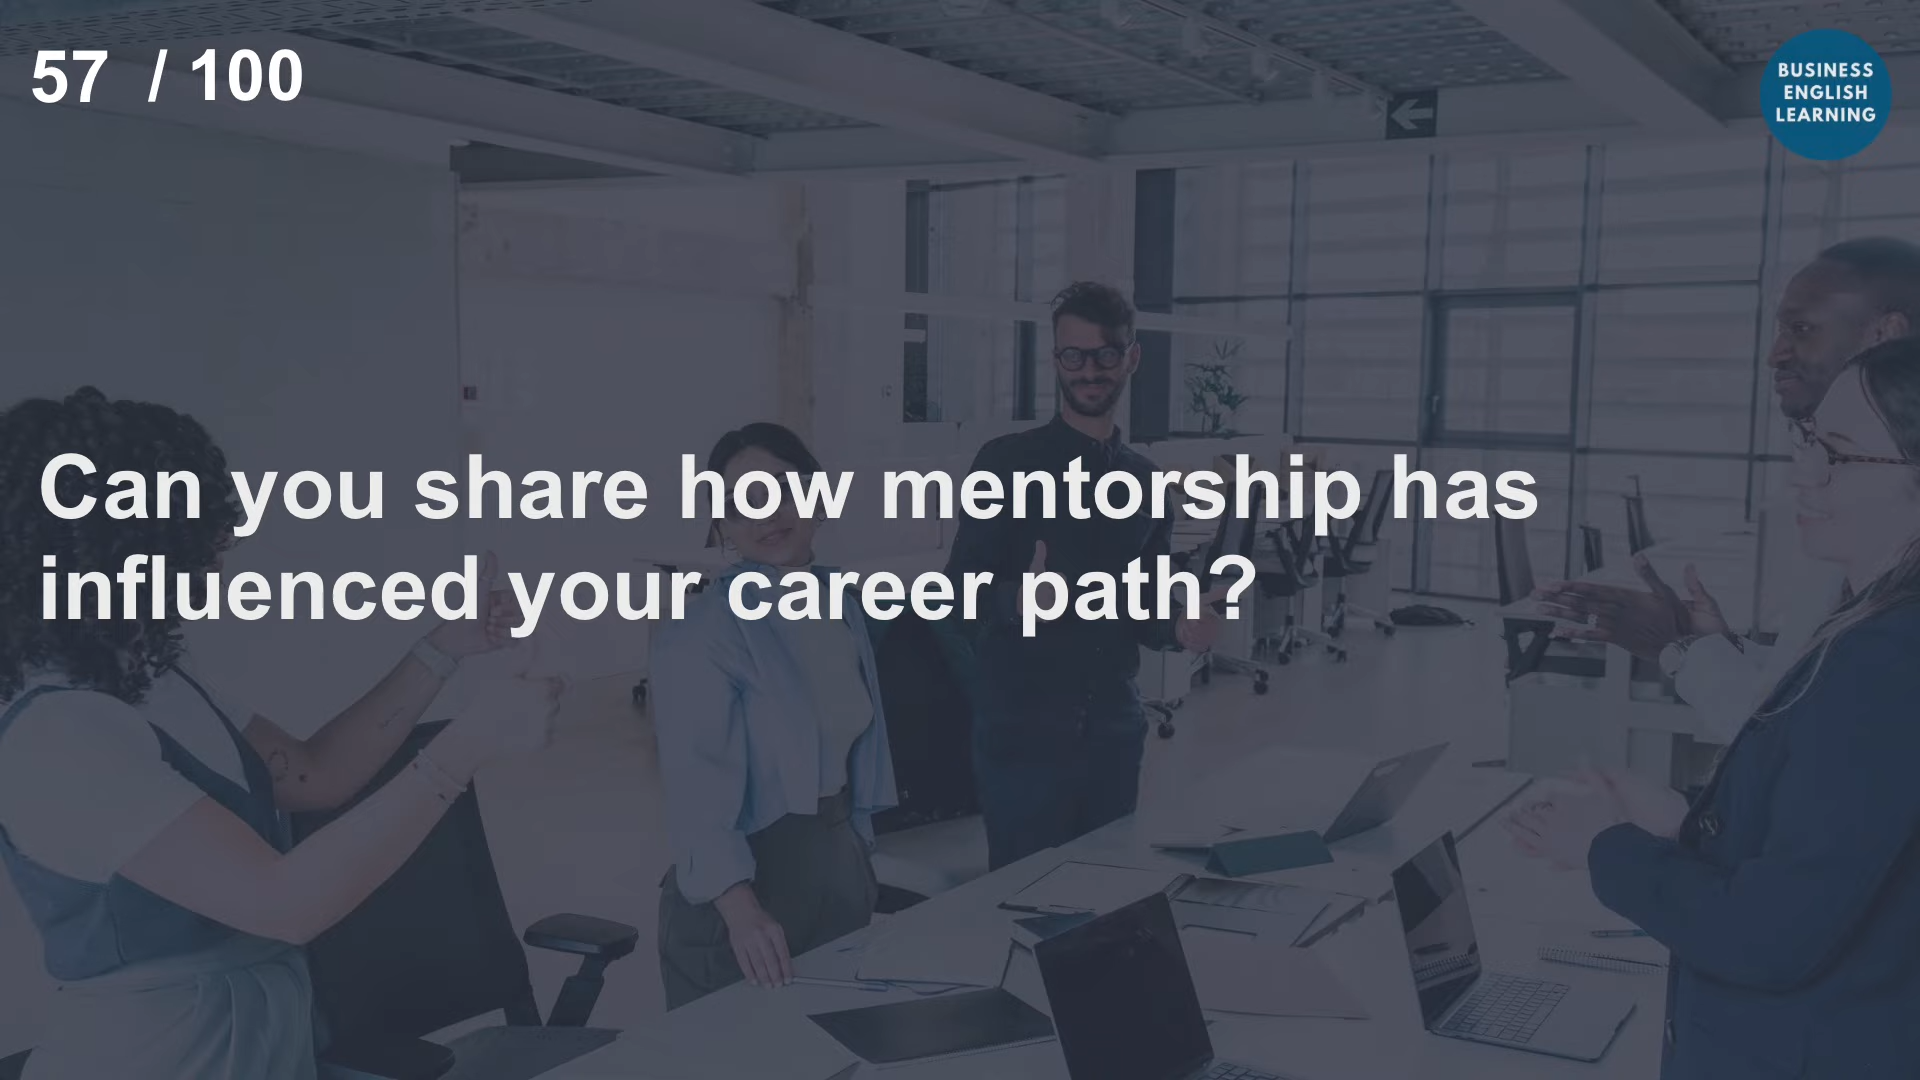 57 / 100
BUSINESS
ENGLISH
LEARNING
Can you share how mentorship has
influenced your career path?